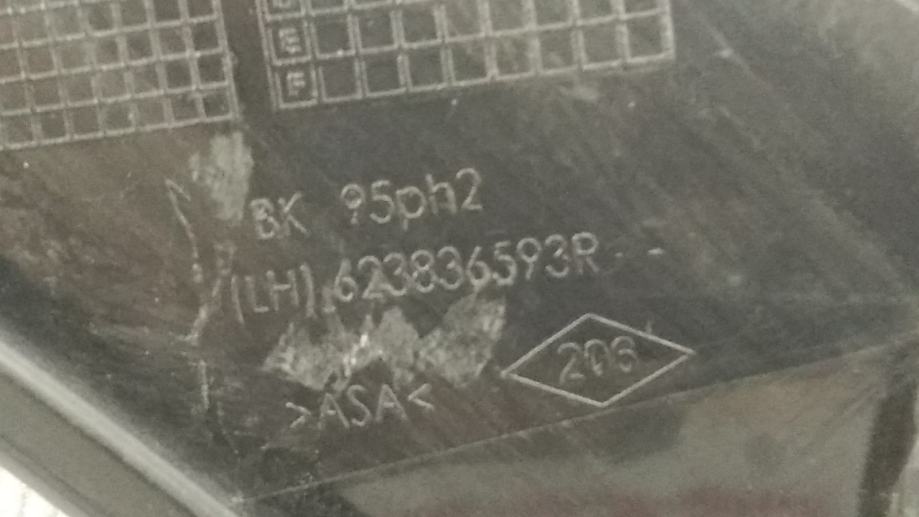 E
F
BK 95ph2
(LH) 623836593R --
206
>ASA<